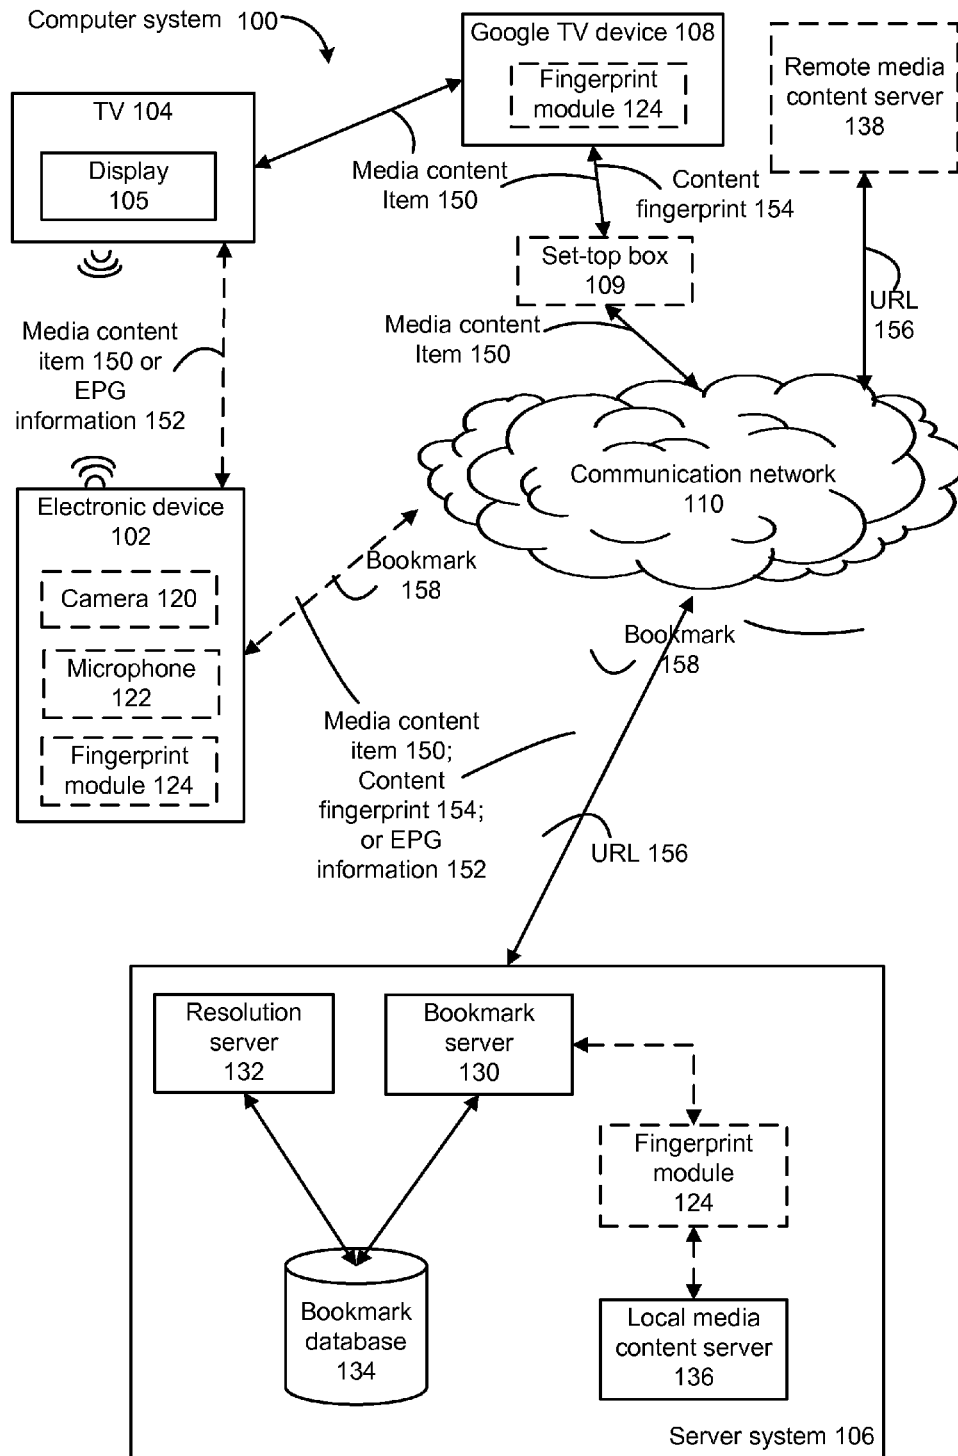 Computer system 100
Google TV device 108
Fingerprint
module 124
Remote media
content server
138
TV 104
Display
105
Media content
Item 150
Content
fingerprint 154
Set-top box
109
URL
156
Media content
Item 150
Media content
item 150 or
EPG
information 152
Communication network
110
Electronic device
102
Camera 120
Microphone
122
Fingerprint
module 124
Bookmark
158
Bookmark
158
Media content
item 150;
Content
fingerprint 154;
or EPG
information 152
URL 156
Resolution
server
132
Bookmark
server
130
Fingerprint
module
124
Bookmark
database
134
Local media
content server
136
Server system 106